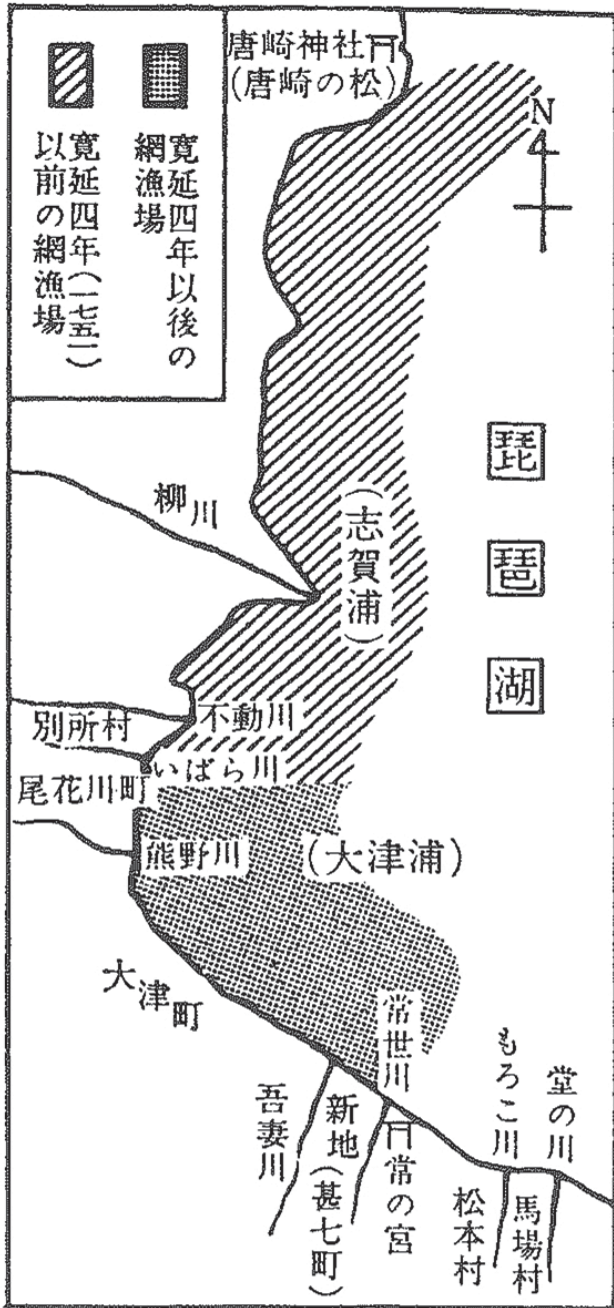 寛延四年以後の
網漁場
寛延四年(一七五一)
以前の網漁場
唐崎神社
(唐崎の松)
N
琵琶湖
柳川
(志賀浦)
別所村
不動川
いばら川
尾花川町
熊野川
(大津浦)
大津町
常世川
吾妻川
新地(甚七町)
常の宮
もろこ川
堂の川
松本村
馬場村